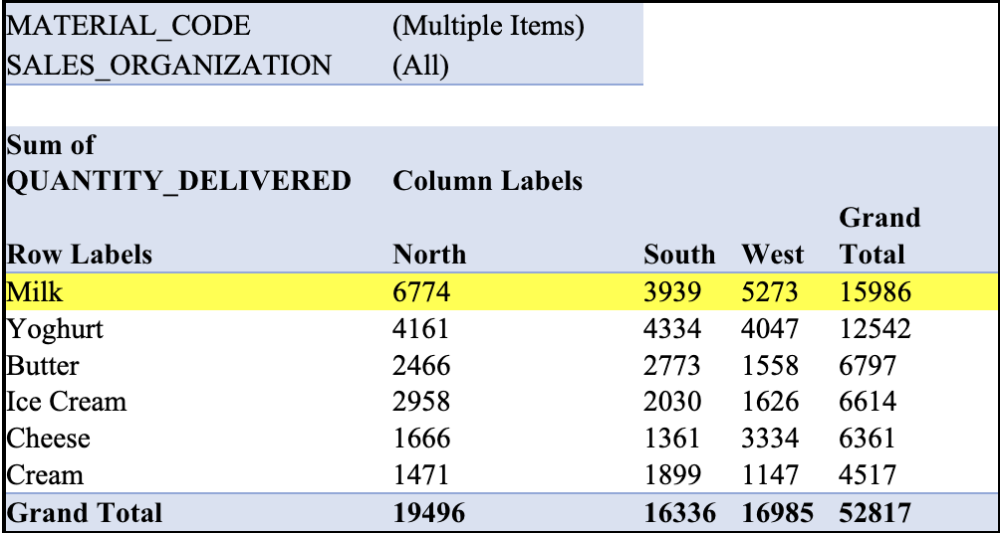 MATERIAL_CODE (Multiple Items)
SALES_ORGANIZATION (All)
Sum of
QUANTITY_DELIVERED Column Labels
Row Labels North South West Grand Total
Milk 6774 3939 5273 15986
Yoghurt 4161 4334 4047 12542
Butter 2466 2773 1558 6797
Ice Cream 2958 2030 1626 6614
Cheese 1666 1361 3334 6361
Cream 1471 1899 1147 4517
Grand Total 19496 16336 16985 52817